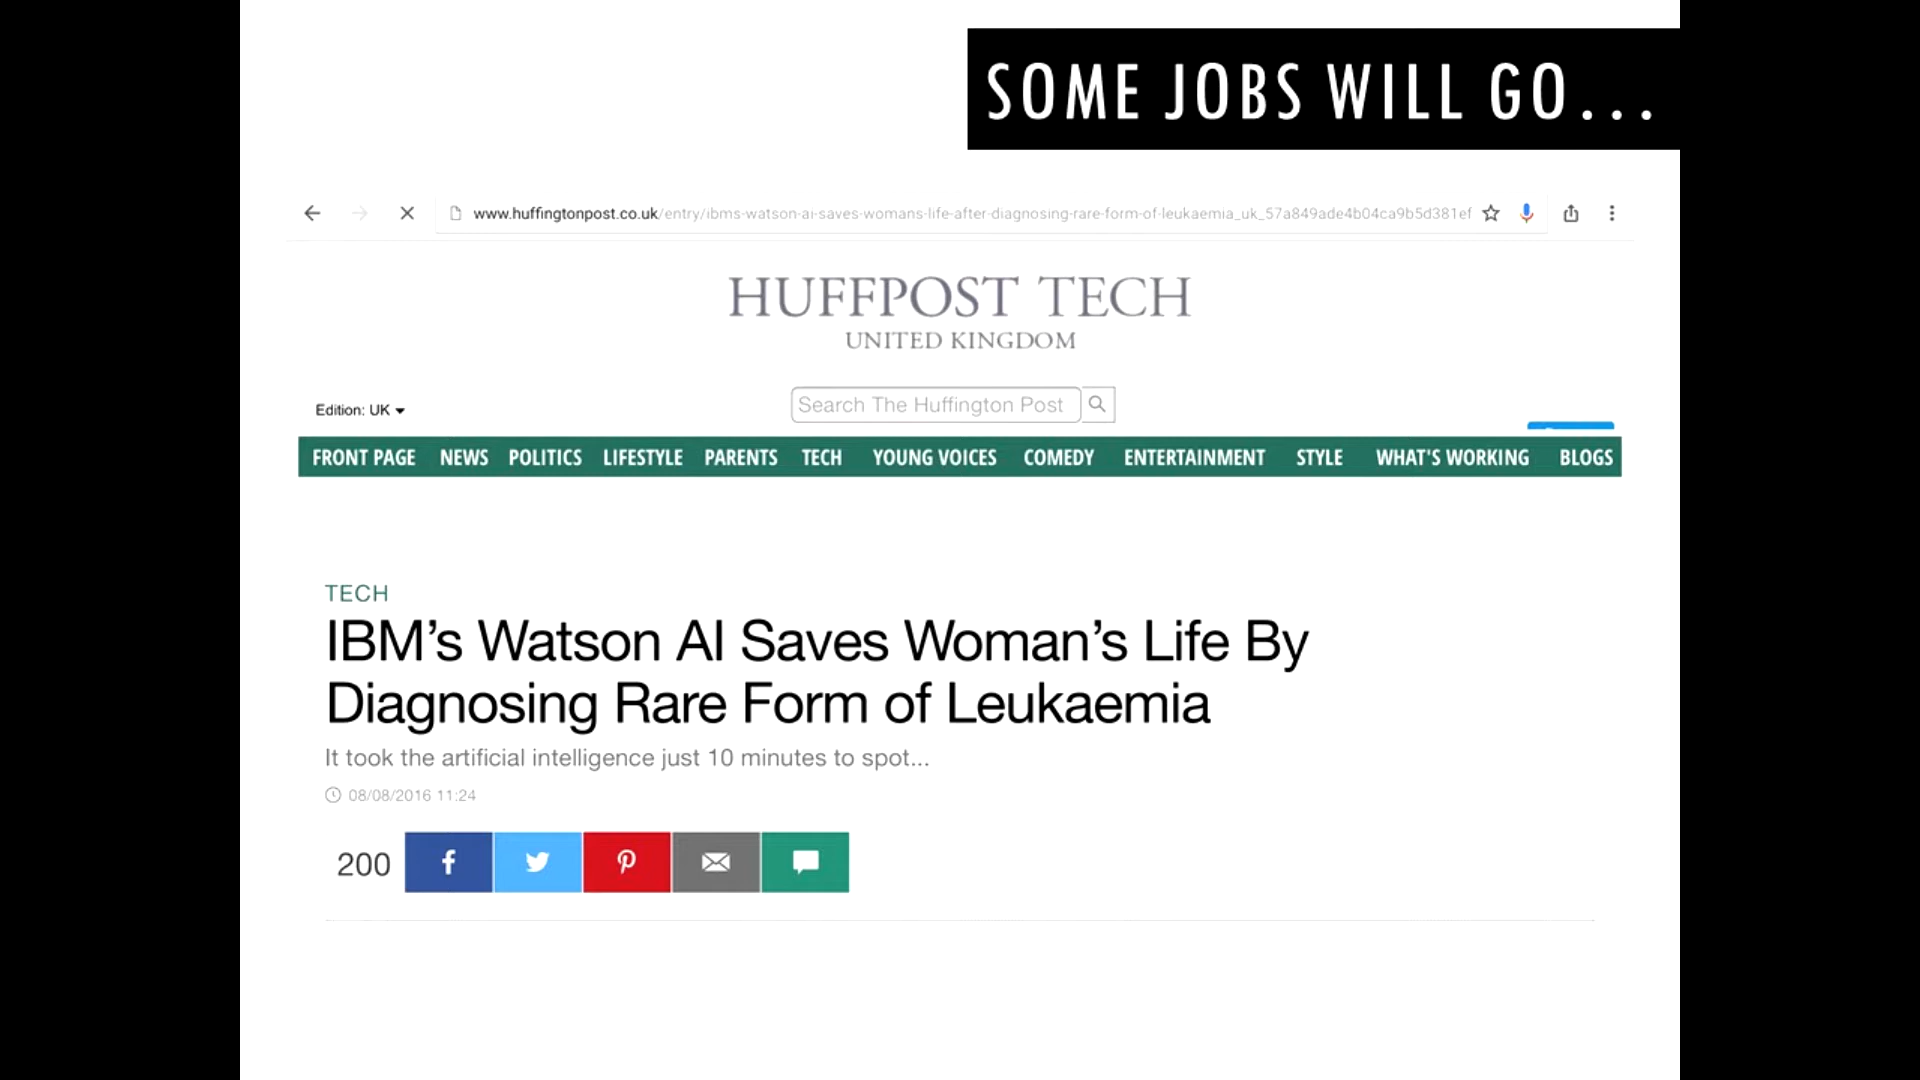 SOME JOBS WILL GO...
www.huffingtonpost.co.uk/entry/ibms-watson-ai-saves-womans-life-after-diagnosing-rare-form-of-leukaemia_uk_57a849ade4b04ca9b5d381ef
HUFFPOST TECH
UNITED KINGDOM
Edition: UK
Search The Huffington Post
FRONT PAGE NEWS POLITICS LIFESTYLE PARENTS TECH YOUNG VOICES COMEDY ENTERTAINMENT STYLE WHAT'S WORKING BLOGS
TECH
IBM's Watson AI Saves Woman's Life By
Diagnosing Rare Form of Leukaemia
It took the artificial intelligence just 10 minutes to spot...
08/08/2016 11:24
200